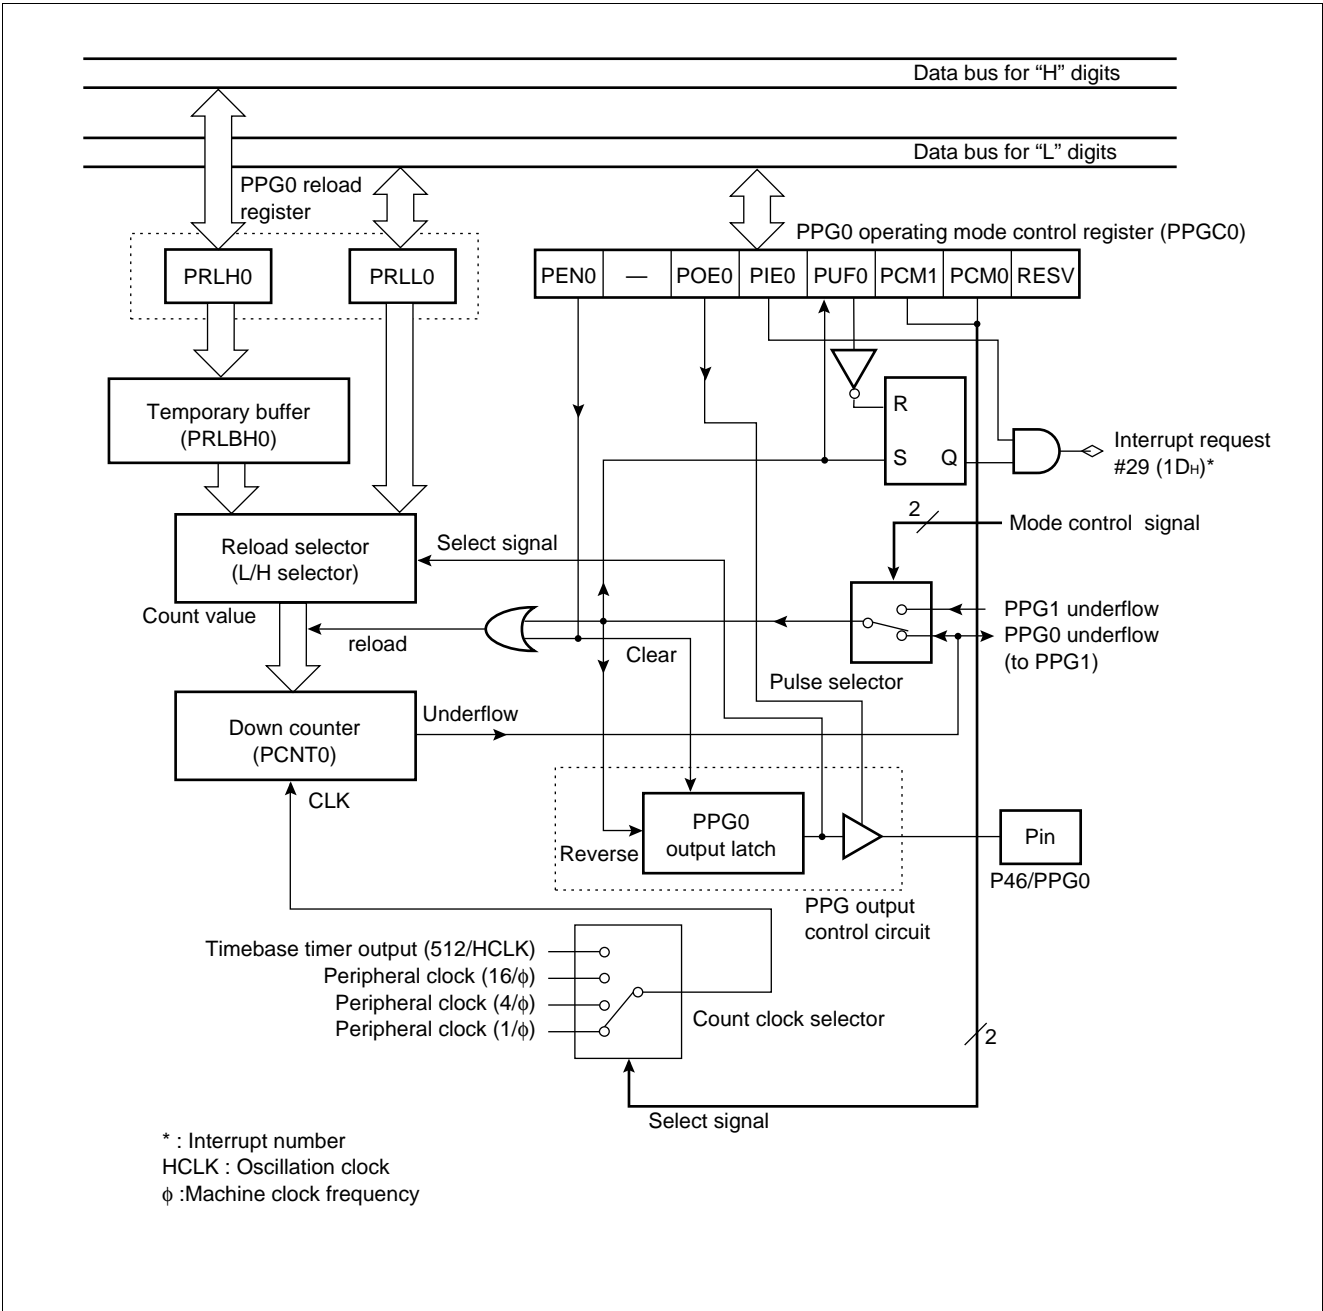 Data bus for “H” digits
Data bus for “L” digits
PPG0 reload
register
PPG0 operating mode control register (PPGC0)
PRLH0
PRLL0
PEN0
—
POE0
PIE0
PUF0
PCM1
PCM0
RESV
Temporary buffer
(PRLBH0)
R
S
Q
Interrupt request
#29 (1DH)*
2
Mode control signal
Reload selector
(L/H selector)
Select signal
Count value
reload
Clear
PPG1 underflow
PPG0 underflow
(to PPG1)
Pulse selector
Down counter
(PCNT0)
Underflow
CLK
PPG0
output latch
Reverse
Pin
P46/PPG0
PPG output
control circuit
Timebase timer output (512/HCLK)
Peripheral clock (16/ϕ)
Peripheral clock (4/ϕ)
Peripheral clock (1/ϕ)
Count clock selector
2
Select signal
* : Interrupt number
HCLK : Oscillation clock
ϕ :Machine clock frequency